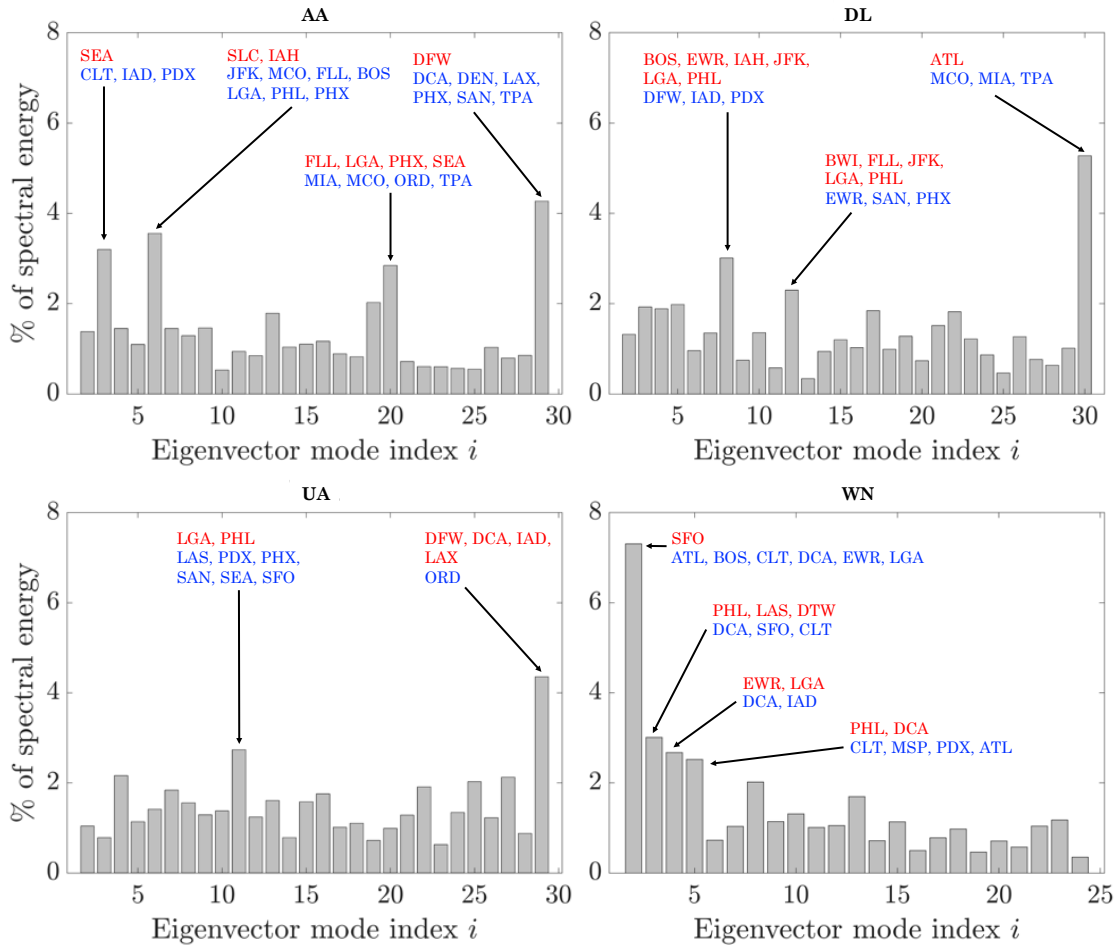 AA
8
6
4
2
0
% of spectral energy
SEA
CLT, IAD, PDX
SLC, IAH
JFK, MCO, FLL, BOS
LGA, PHL, PHX
DFW
DCA, DEN, LAX,
PHX, SAN, TPA
FLL, LGA, PHX, SEA
MIA, MCO, ORD, TPA
5 10 15 20 25 30
Eigenvector mode index i
DL
8
6
4
2
0
% of spectral energy
BOS, EWR, IAH, JFK,
LGA, PHL
DFW, IAD, PDX
ATL
MCO, MIA, TPA
BWI, FLL, JFK,
LGA, PHL
EWR, SAN, PHX
5 10 15 20 25 30
Eigenvector mode index i
UA
8
6
4
2
0
% of spectral energy
LGA, PHL
LAS, PDX, PHX,
SAN, SEA, SFO
DFW, DCA, IAD,
LAX
ORD
5 10 15 20 25 30
Eigenvector mode index i
WN
8
6
4
2
0
% of spectral energy
SFO
ATL, BOS, CLT, DCA, EWR, LGA
PHL, LAS, DTW
DCA, SFO, CLT
EWR, LGA
DCA, IAD
PHL, DCA
CLT, MSP, PDX, ATL
5 10 15 20 25
Eigenvector mode index i